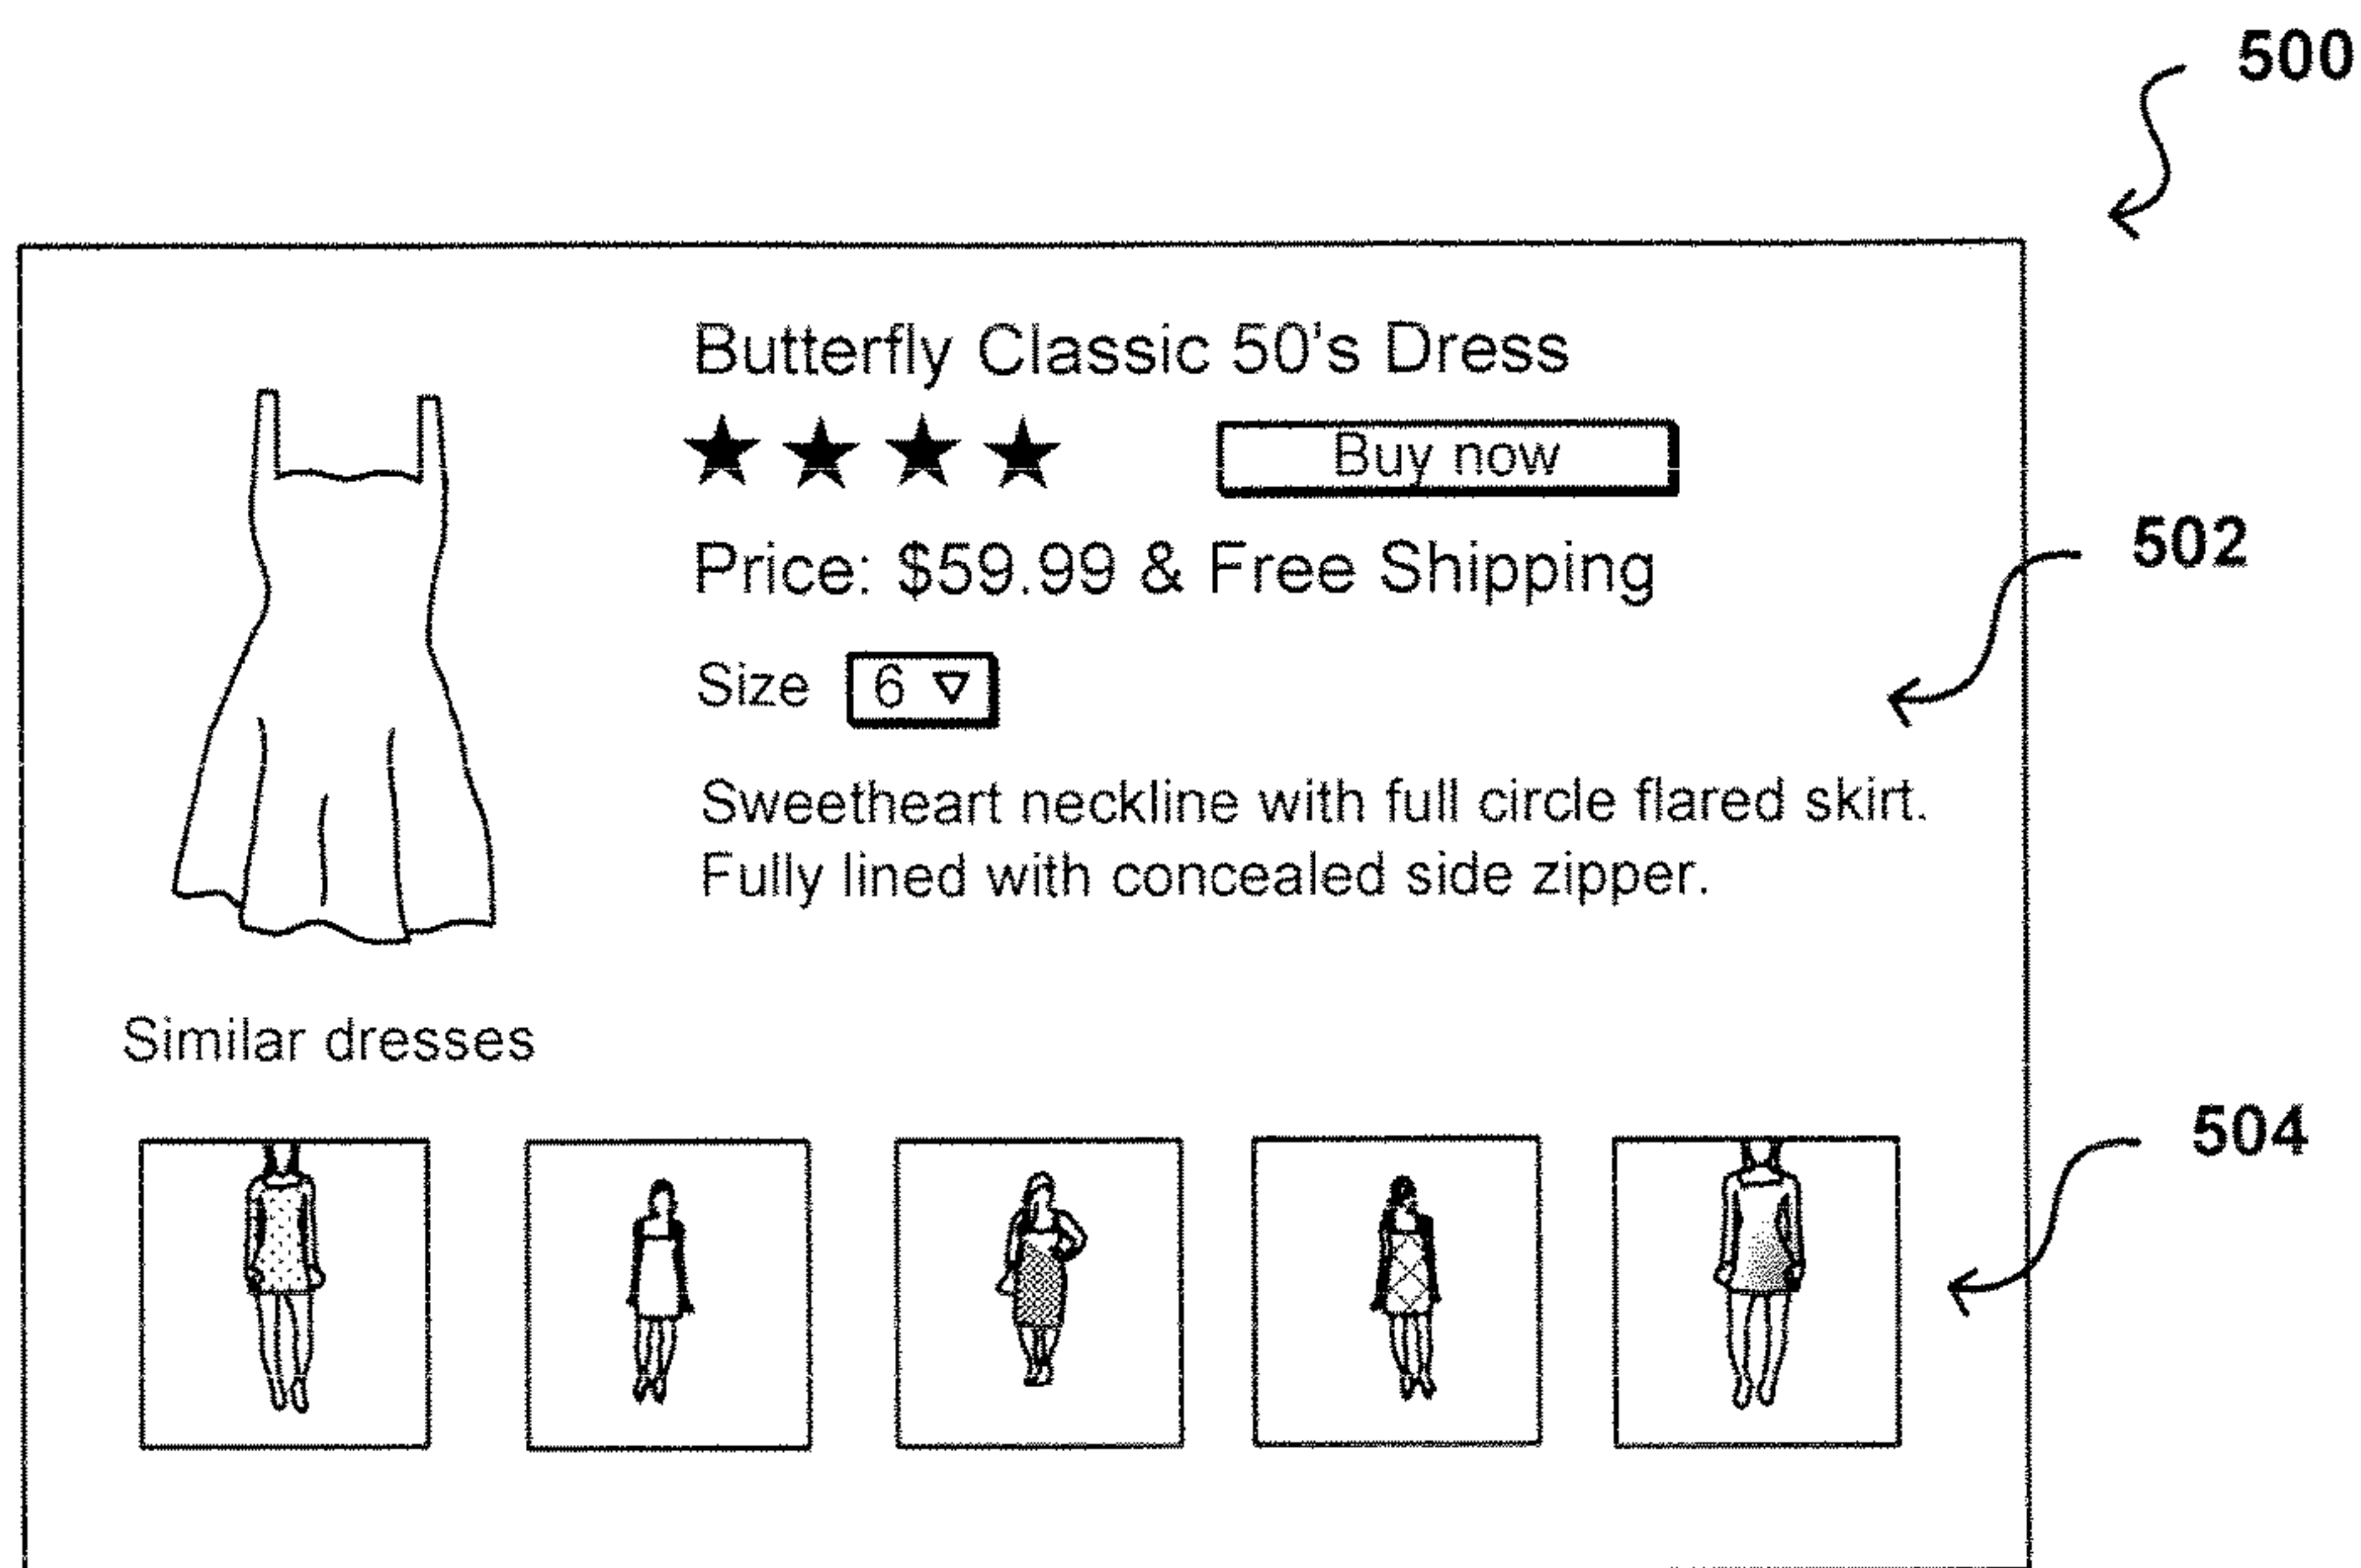 500
Butterfly Classic 50's Dress
Buy now
Price: $59.99 & Free Shipping
502
Size 6
Sweetheart neckline with full circle flared skirt.
Fully lined with concealed side zipper.
Similar dresses
504